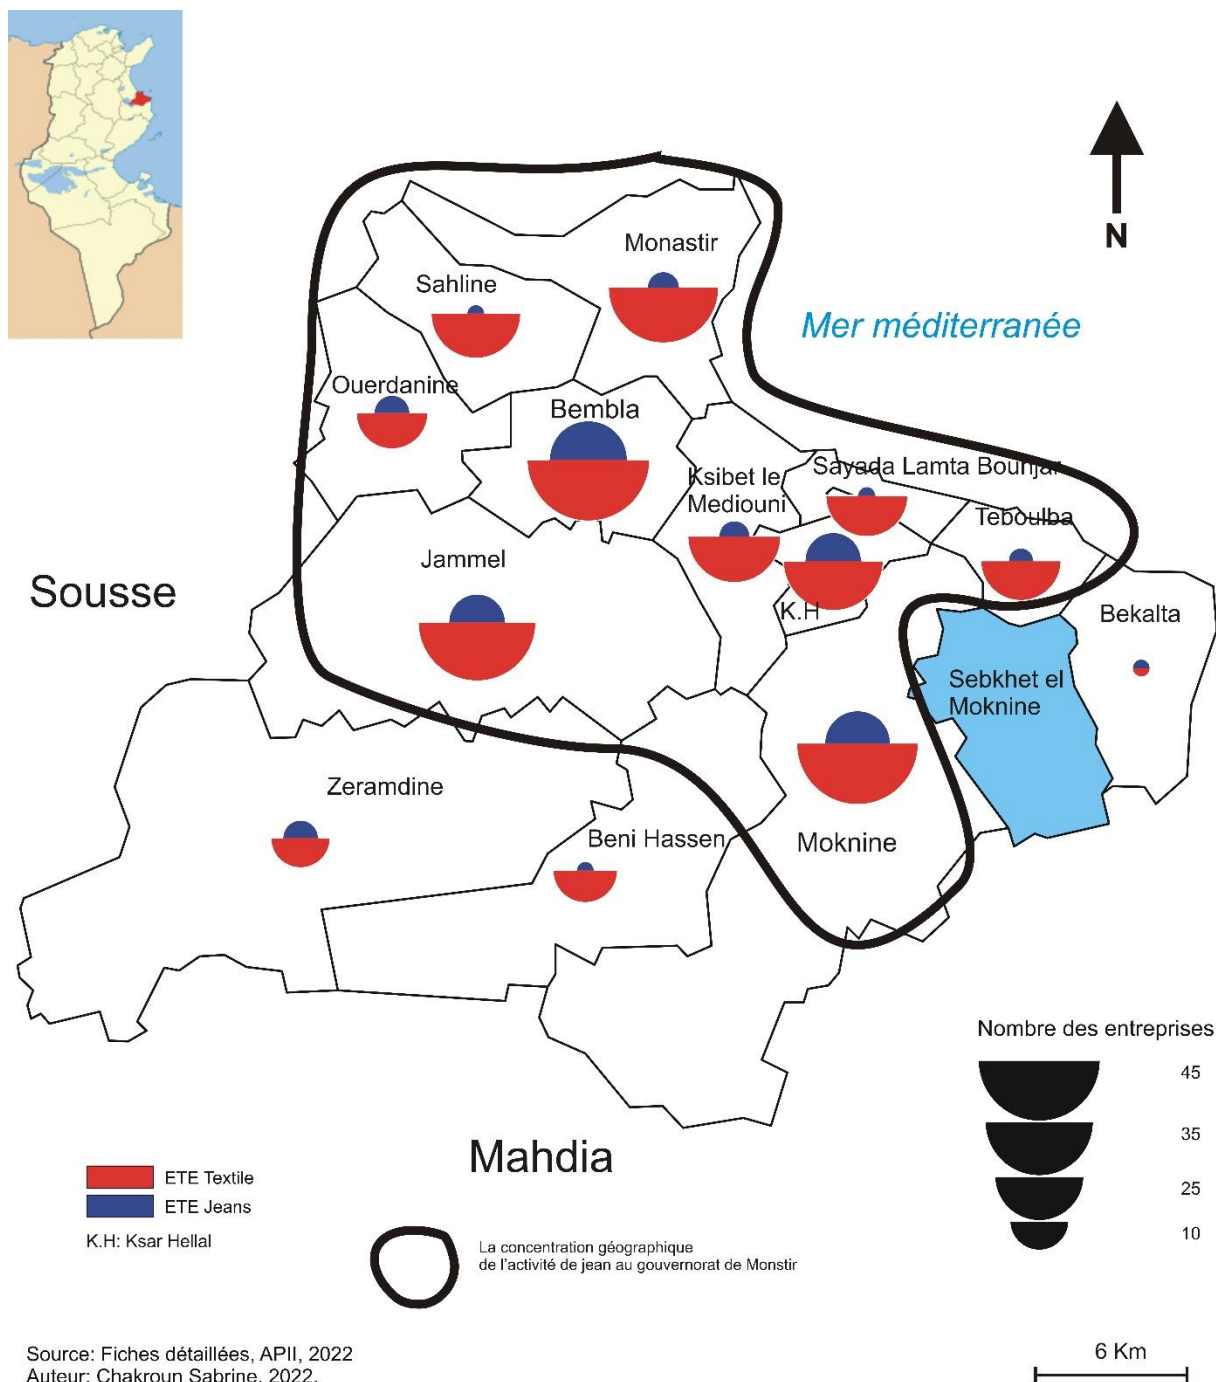 N
Monastir
Sahline
Mer méditerranée
Ouerdanine
Bembla
Sayada Lamta Bounjar
Ksibet le
Mediouni
Teboulba
Jammel
Sousse
K.H
Bekalta
Sebkhet el
Moknine
Zeramdine
Beni Hassen
Moknine
Nombre des entreprises
45
35
25
10
Mahdia
ETE Textile
ETE Jeans
K.H: Ksar Hellal
La concentration géographique
de l'activité de jean au gouvernorat de Monstir
6 Km
Source: Fiches détaillées, APII, 2022
Auteur: Chakroun Sabrine, 2022.